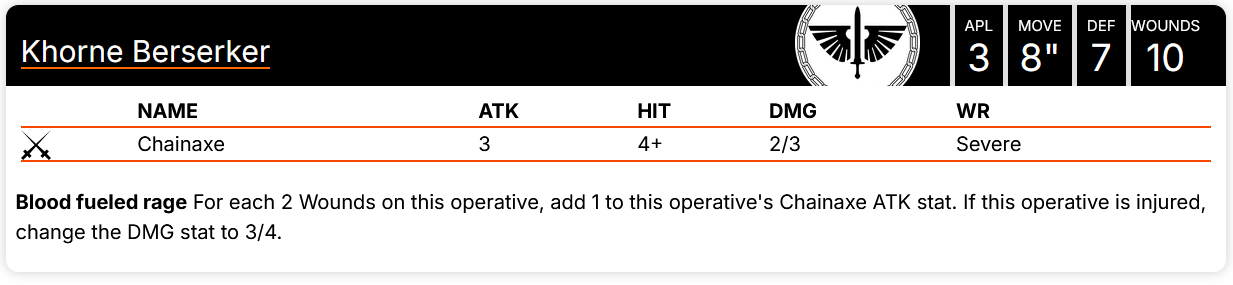 Khorne Berserker
APL MOVE DEF WOUNDS
3 8" 7 10
NAME ATK HIT DMG WR
Chainaxe 3 4+ 2/3 Severe
Blood fueled rage For each 2 Wounds on this operative, add 1 to this operative's Chainaxe ATK stat. If this operative is injured,
change the DMG stat to 3/4.